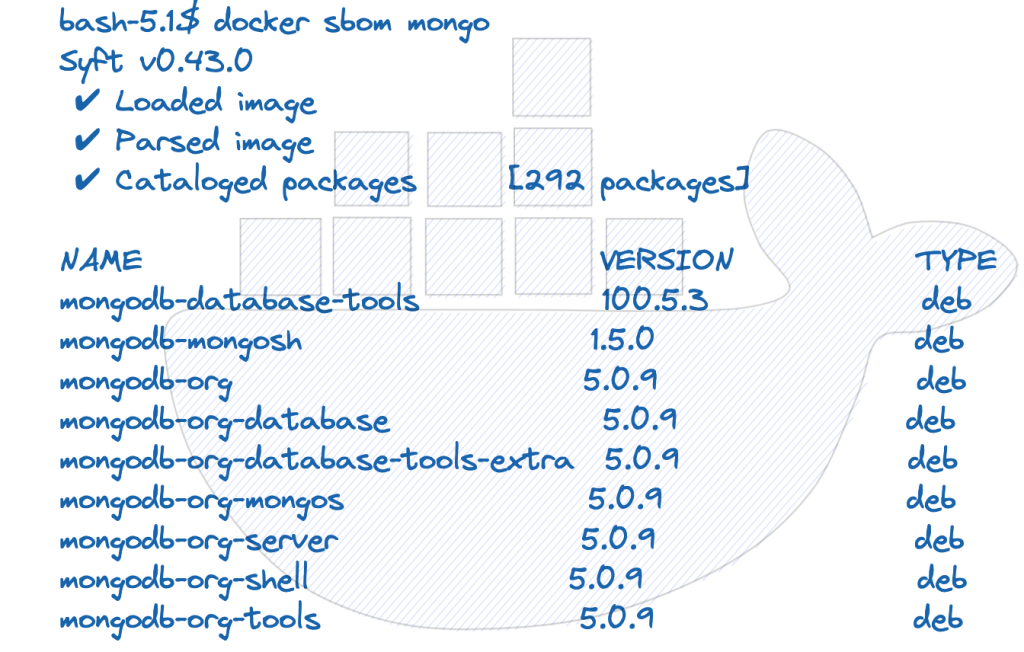 bash-5.1$ docker sbom mongo
Syft v0.43.0
✔ Loaded image
✔ Parsed image
✔ Cataloged packages [292 packages]
NAME VERSION TYPE
mongodb-database-tools 100.5.3 deb
mongodb-mongosh 1.5.0 deb
mongodb-org 5.0.9 deb
mongodb-org-database 5.0.9 deb
mongodb-org-database-tools-extra 5.0.9 deb
mongodb-org-mongos 5.0.9 deb
mongodb-org-server 5.0.9 deb
mongodb-org-shell 5.0.9 deb
mongodb-org-tools 5.0.9 deb